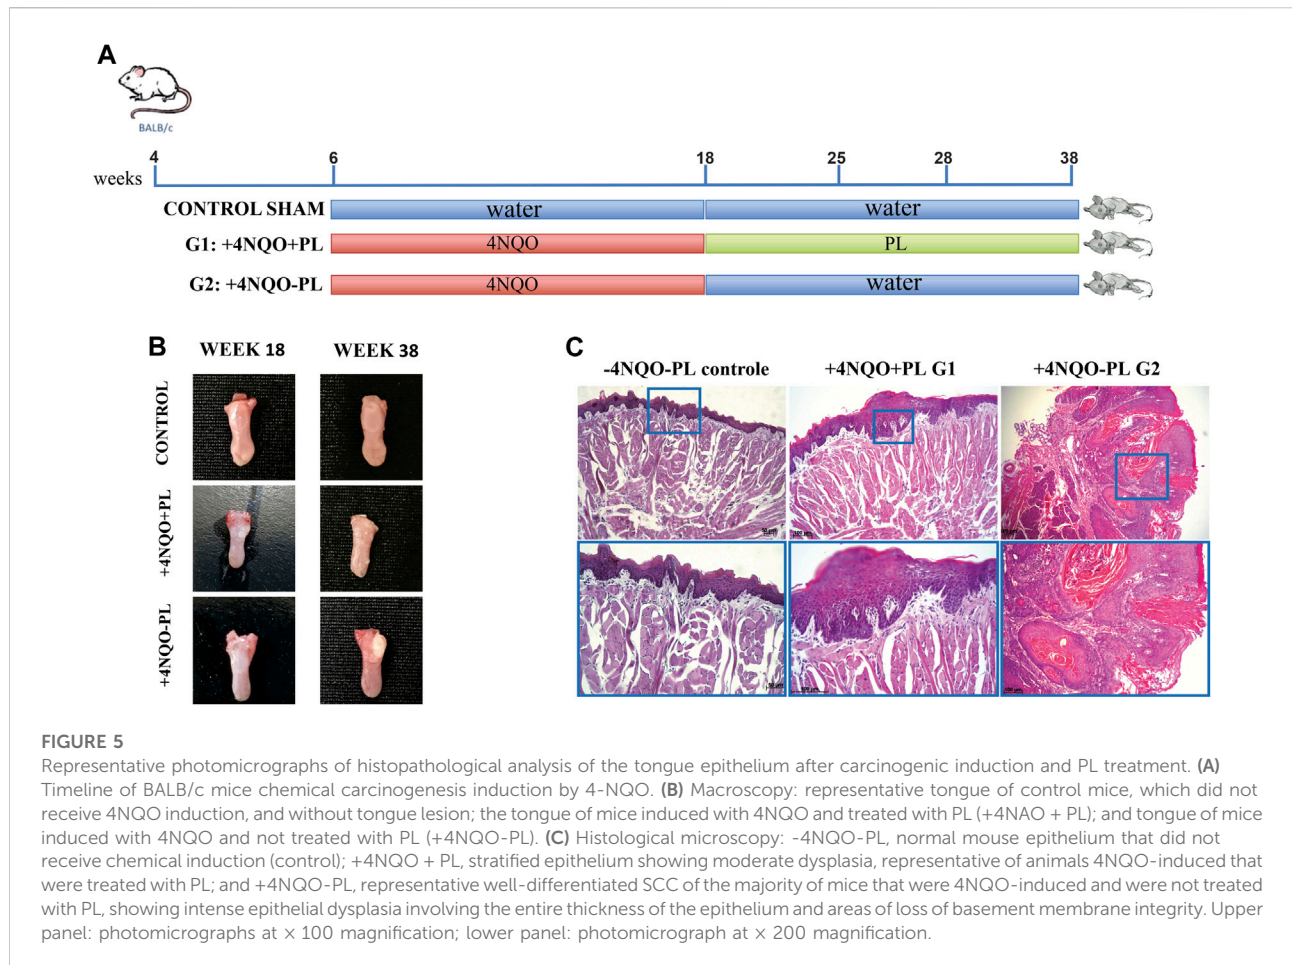 A
BALB/c
4 6 18 25 28 38
weeks
CONTROL SHAM water water
G1: +4NQO+PL 4NQO PL
G2: +4NQO-PL 4NQO water
B
WEEK 18 WEEK 38
CONTROL
+4NQO+PL
+4NQO-PL
C
-4NQO-PL controle +4NQO+PL G1 +4NQO-PL G2
FIGURE 5
Representative photomicrographs of histopathological analysis of the tongue epithelium after carcinogenic induction and PL treatment. (A)
Timeline of BALB/c mice chemical carcinogenesis induction by 4-NQO. (B) Macroscopy: representative tongue of control mice, which did not
receive 4NQO induction, and without tongue lesion; the tongue of mice induced with 4NQO and treated with PL (+4NAO + PL); and tongue of mice
induced with 4NQO and not treated with PL (+4NQO-PL). (C) Histological microscopy: -4NQO-PL, normal mouse epithelium that did not
receive chemical induction (control); +4NQO + PL, stratified epithelium showing moderate dysplasia, representative of animals 4NQO-induced that
were treated with PL; and +4NQO-PL, representative well-differentiated SCC of the majority of mice that were 4NQO-induced and were not treated
with PL, showing intense epithelial dysplasia involving the entire thickness of the epithelium and areas of loss of basement membrane integrity. Upper
panel: photomicrographs at × 100 magnification; lower panel: photomicrograph at × 200 magnification.